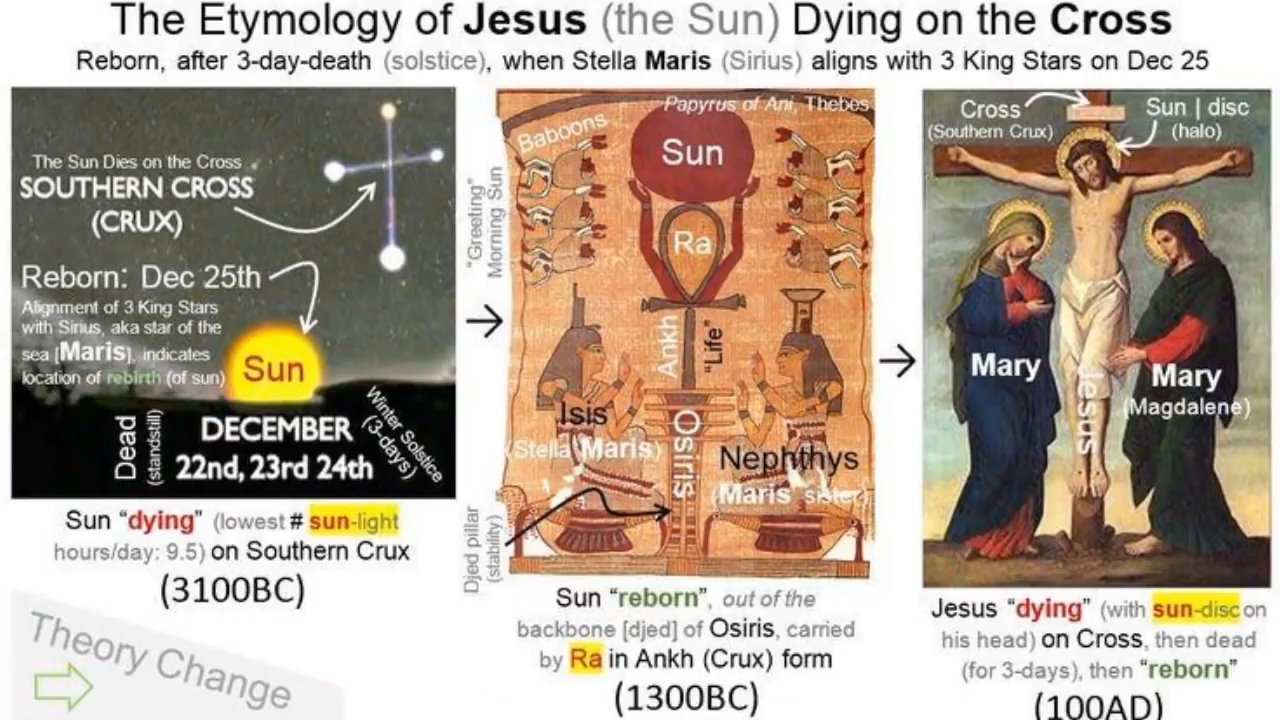 The Etymology of Jesus (the Sun) Dying on the Cross
Reborn, after 3-day-death (solstice), when Stella Maris (Sirius) aligns with 3 King Stars on Dec 25
The Sun Dies on the Cross
SOUTHERN CROSS
(CRUX)
Reborn: Dec 25th
Alignment of 3 King Stars
with Sirius, aka star of the
sea [Maris], indicates
location of rebirth (of sun)
Sun
Dead
(standstill)
DECEMBER
22nd, 23rd 24th
Winter Solstice
(3-days)
Sun “dying” (lowest # sun-light
hours/day: 9.5) on Southern Crux
(3100BC)
Theory Change
Papyrus of Ani, Thebes
Baboons
Sun
"Greeting"
Morning Sun
Ra
Ankh
"Life"
Isis
(Stella Maris)
Osiris
Nephthys
(Maris' sister)
Djed pillar
(stability)
Sun “reborn”, out of the
backbone [djed] of Osiris, carried
by Ra in Ankh (Crux) form
(1300BC)
Cross
(Southern Crux)
Sun | disc
(halo)
Mary
Jesus
Mary
(Magdalene)
Jesus “dying” (with sun-disc on
his head) on Cross, then dead
(for 3-days), then “reborn”
(100AD)